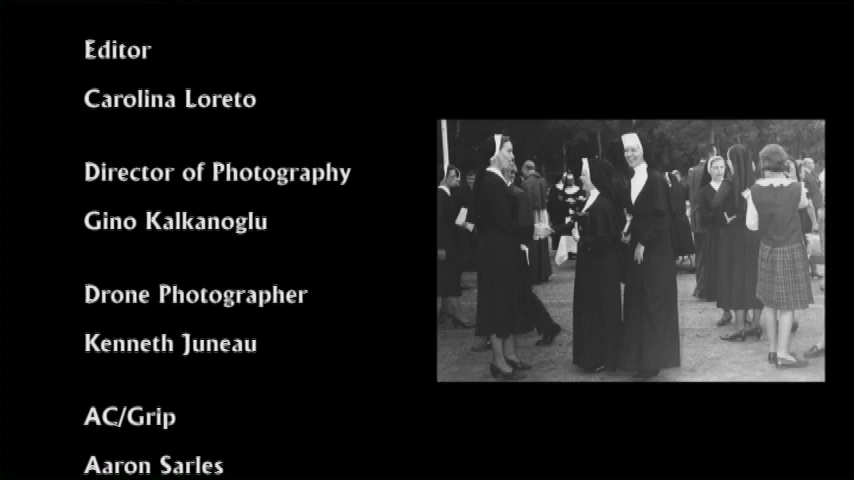 Editor
Carolina Loreto
Director of Photography
Gino Kalkanoglu
Drone Photographer
Kenneth Juneau
AC/Grip
Aaron Sarles